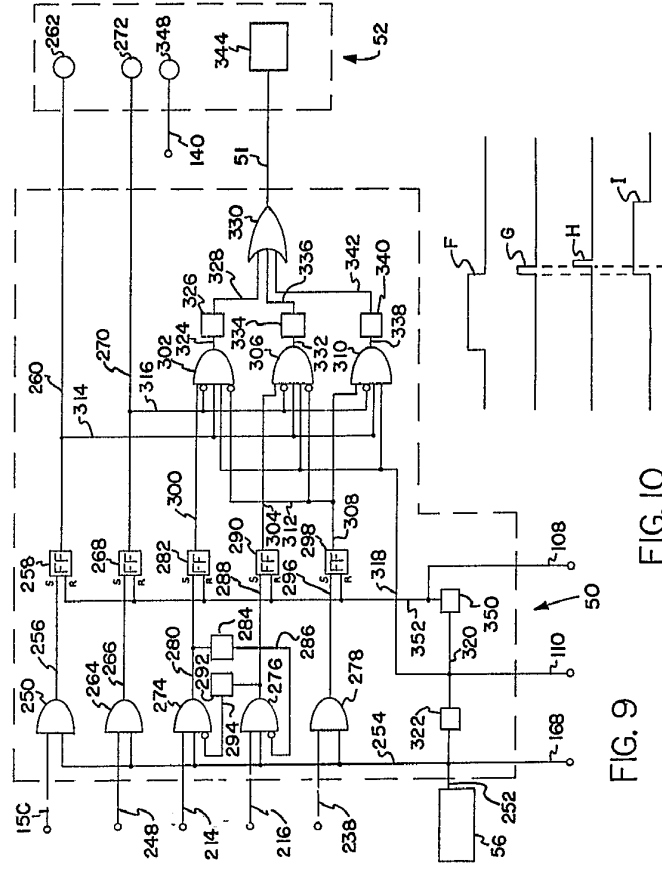 262
272
348
344
52
140
51
260
314
270
316
330
328
336
342
326
324
302
334
332
306
340
338
310
300
304
312
308
318
258
FF
S
R
268
FF
S
R
282
FF
S
R
290
FF
S
R
298
FF
S
R
256
266
280
288
296
250
264
274
292
284
286
294
276
278
254
322
320
352
350
15C
248
214
216
238
252
56
168
110
108
50
FIG. 9
F
G
H
I
FIG. 10